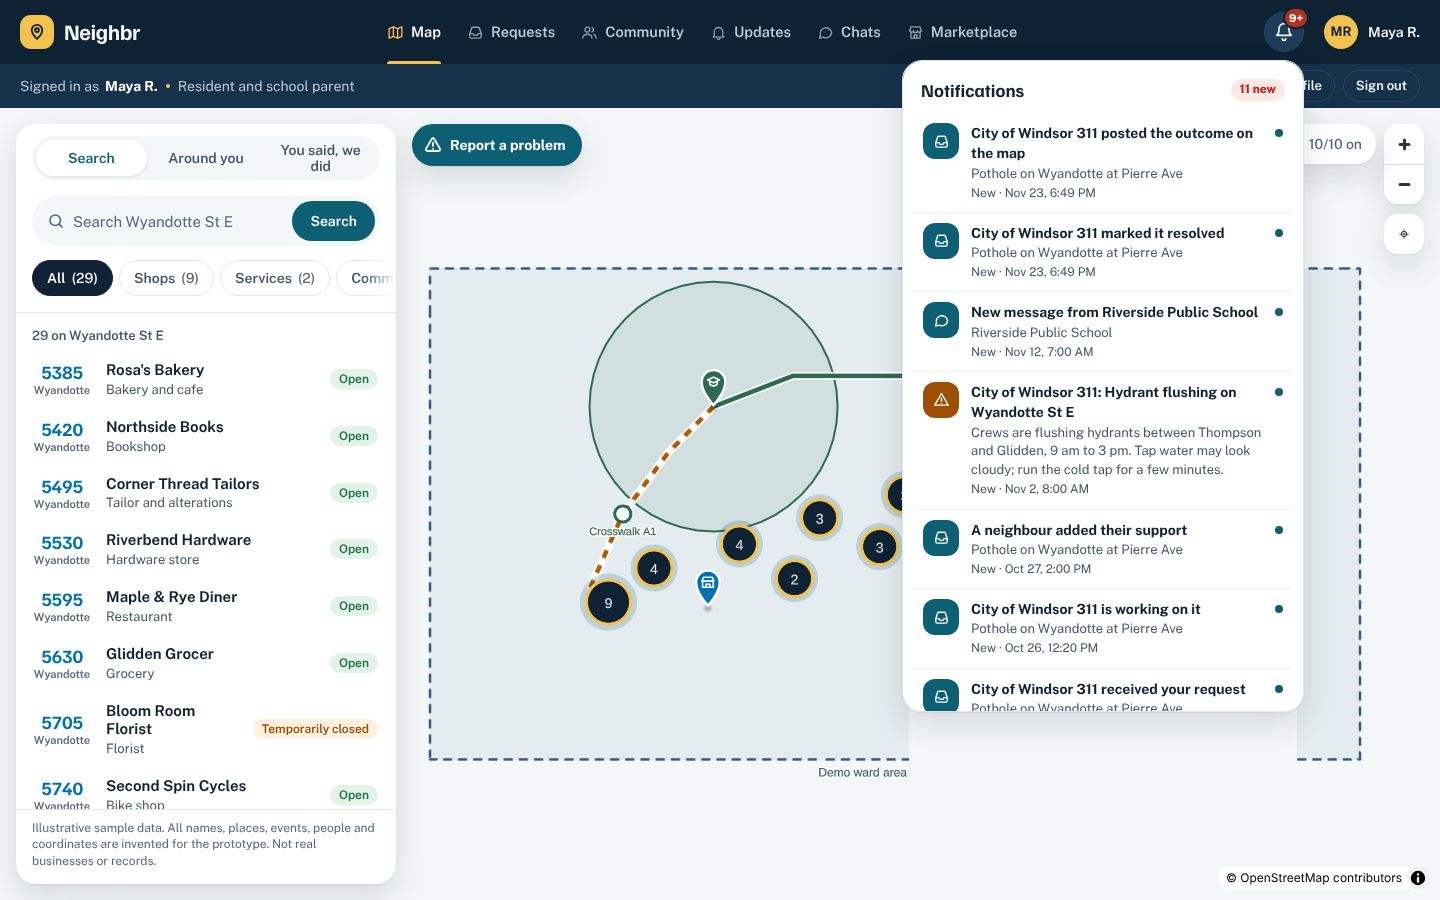 Neighbr
Map
Requests
Community
Updates
Chats
Marketplace
9+
MR
Maya R.
Signed in as Maya R. • Resident and school parent
file
Sign out
Search
Around you
You said, we did
Search Wyandotte St E
Search
All (29)
Shops (9)
Services (2)
Comm
29 on Wyandotte St E
5385 Wyandotte
Rosa's Bakery
Bakery and cafe
Open
5420 Wyandotte
Northside Books
Bookshop
Open
5495 Wyandotte
Corner Thread Tailors
Tailor and alterations
Open
5530 Wyandotte
Riverbend Hardware
Hardware store
Open
5595 Wyandotte
Maple & Rye Diner
Restaurant
Open
5630 Wyandotte
Glidden Grocer
Grocery
Open
5705 Wyandotte
Bloom Room
Florist
Florist
Temporarily closed
5740 Wyandotte
Second Spin Cycles
Bike shop
Open
Illustrative sample data. All names, places, events, people and
coordinates are invented for the prototype. Not real
businesses or records.
Report a problem
10/10 on
+
−
Crosswalk A1
9
4
4
2
3
3
Demo ward area
Notifications
11 new
City of Windsor 311 posted the outcome on
the map
Pothole on Wyandotte at Pierre Ave
New · Nov 23, 6:49 PM
City of Windsor 311 marked it resolved
Pothole on Wyandotte at Pierre Ave
New · Nov 23, 6:49 PM
New message from Riverside Public School
Riverside Public School
New · Nov 12, 7:00 AM
City of Windsor 311: Hydrant flushing on
Wyandotte St E
Crews are flushing hydrants between Thompson
and Glidden, 9 am to 3 pm. Tap water may look
cloudy; run the cold tap for a few minutes.
New · Nov 2, 8:00 AM
A neighbour added their support
Pothole on Wyandotte at Pierre Ave
New · Oct 27, 2:00 PM
City of Windsor 311 is working on it
Pothole on Wyandotte at Pierre Ave
New · Oct 26, 12:20 PM
City of Windsor 311 received your request
Pothole on Wyandotte at Pierre Ave
© OpenStreetMap contributors